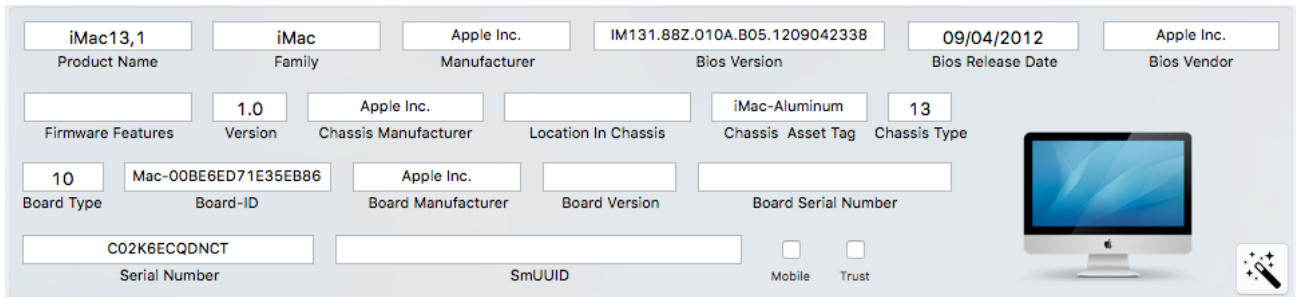 iMac13,1 iMac Apple Inc. IM131.88Z.010A.B05.1209042338 09/04/2012 Apple Inc.
Product Name Family Manufacturer Bios Version Bios Release Date Bios Vendor
1.0 Apple Inc. iMac-Aluminum 13
Firmware Features Version Chassis Manufacturer Location In Chassis Chassis Asset Tag Chassis Type
10 Mac-00BE6ED71E35EB86 Apple Inc.
Board Type Board-ID Board Manufacturer Board Version Board Serial Number
C02K6ECQDNCT
Serial Number SmUUID Mobile Trust